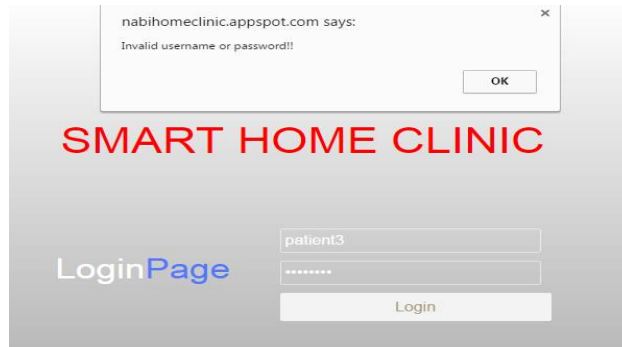 nabihomeclinic.appspot.com says:
×
Invalid username or password!!
OK
SMART HOME CLINIC
patient3
LoginPage
••••••••
Login